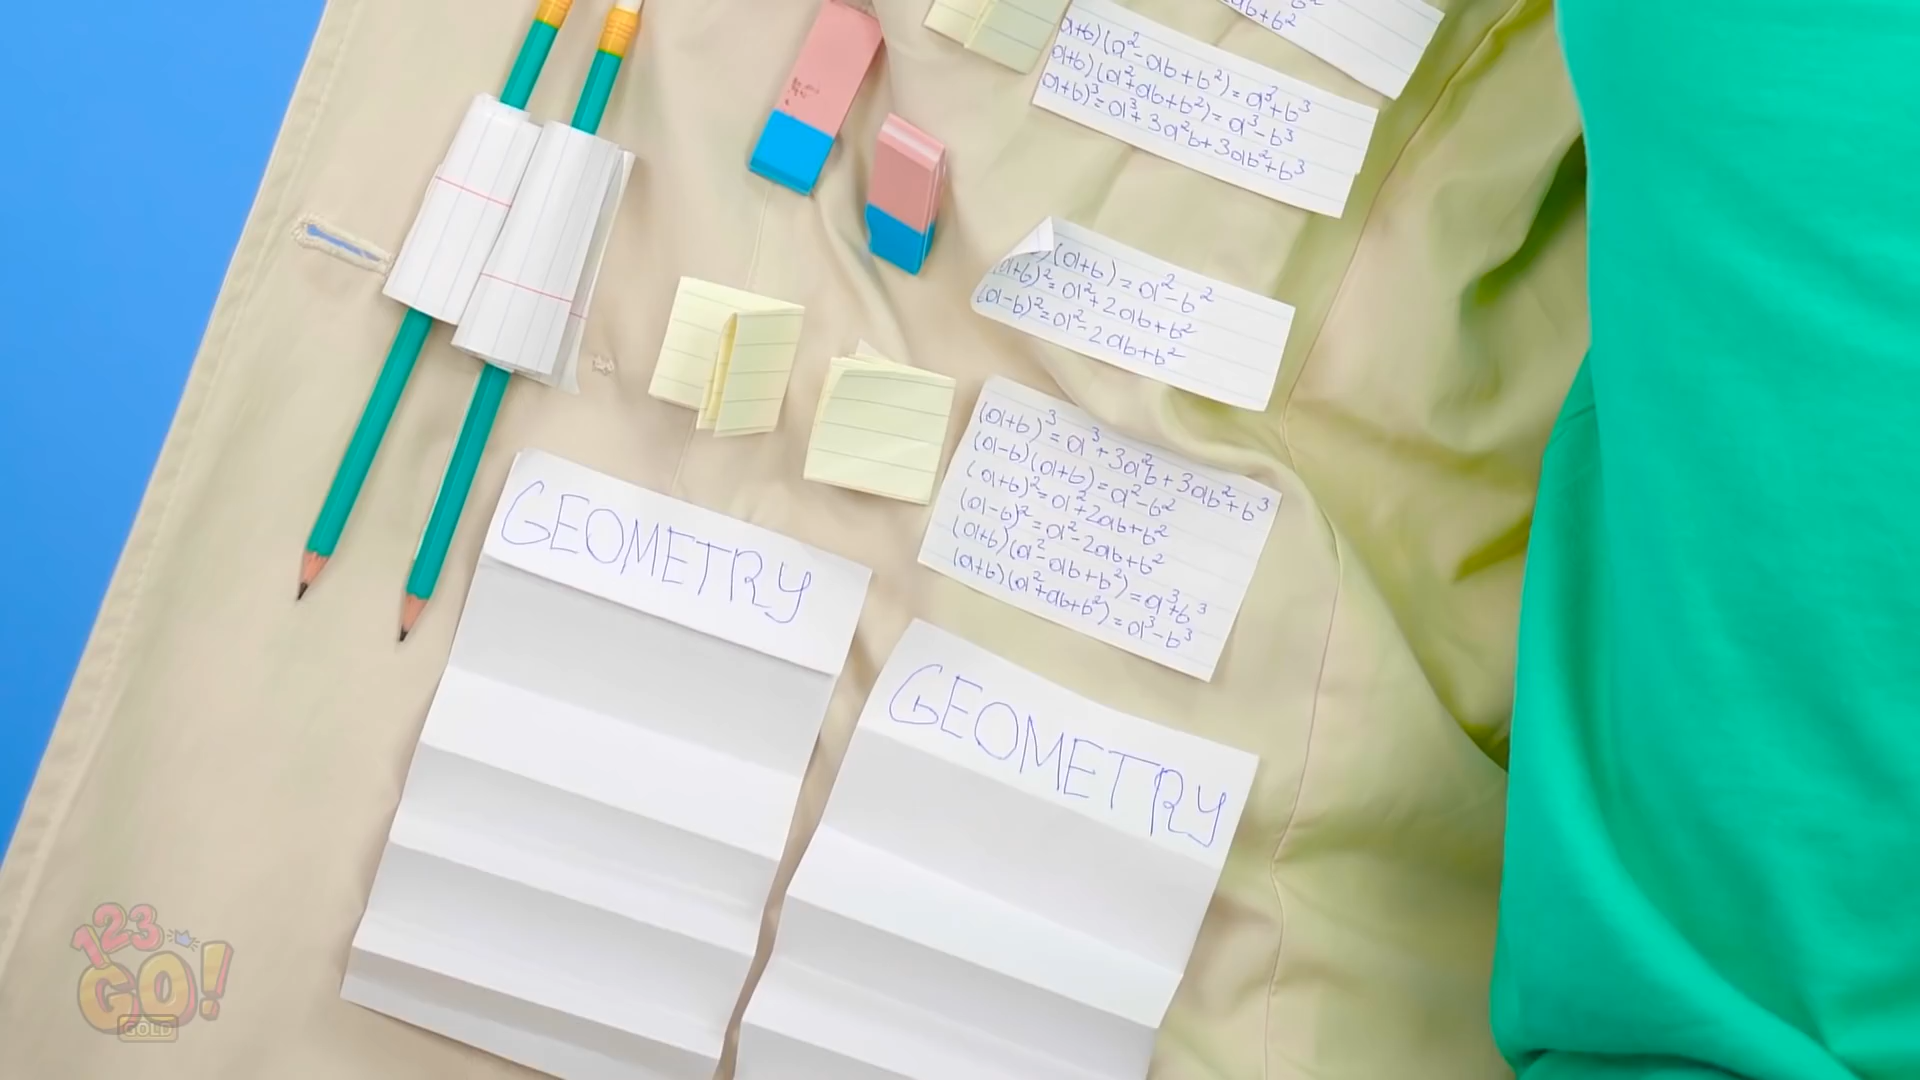 ab+b²
(a+b)(a²-ab+b²)=a³+b³
(a+b)(a²+ab+b²)=a³-b³
(a+b)³=a³+3a²b+3ab²+b³
(a+b)=a²-b²
(a+b)²=a²+2ab+b²
(a-b)²=a²-2ab+b²
(a+b)³=a³+3a²b+3ab²+b³
(a-b)(a+b)=a²-b²
(a+b)²=a²+2ab+b²
(a-b)²=a²-2ab+b²
(a+b)(a²-ab+b²)=a³+b³
(a+b)(a²+ab+b²)=a³-b³
GEOMETRY
GEOMETRY
123
GO!
GOLD